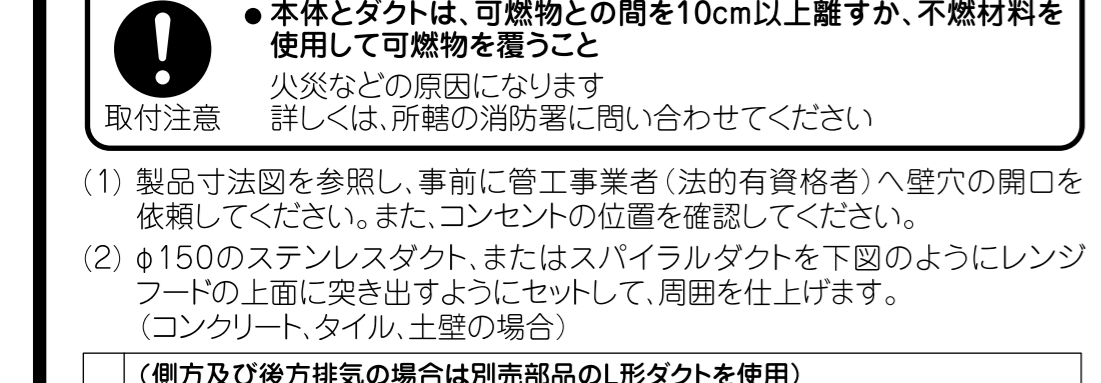 ●本体とダクトは、可燃物との間を10cm以上離すか、不燃材料を
使用して可燃物を覆うこと
火災などの原因になります
取付注意 詳しくは、所轄の消防署に問い合わせてください
(1) 製品寸法図を参照し、事前に管工事業者(法的有資格者)へ壁穴の開口を
依頼してください。また、コンセントの位置を確認してください。
(2) φ150のステンレスダクト、またはスパイラルダクトを下図のようにレンジ
フードの上面に突き出すようにセットして、周囲を仕上げます。
(コンクリート、タイル、土壁の場合)
(側方及び後方排気の場合は別売部品のL形ダクトを使用)